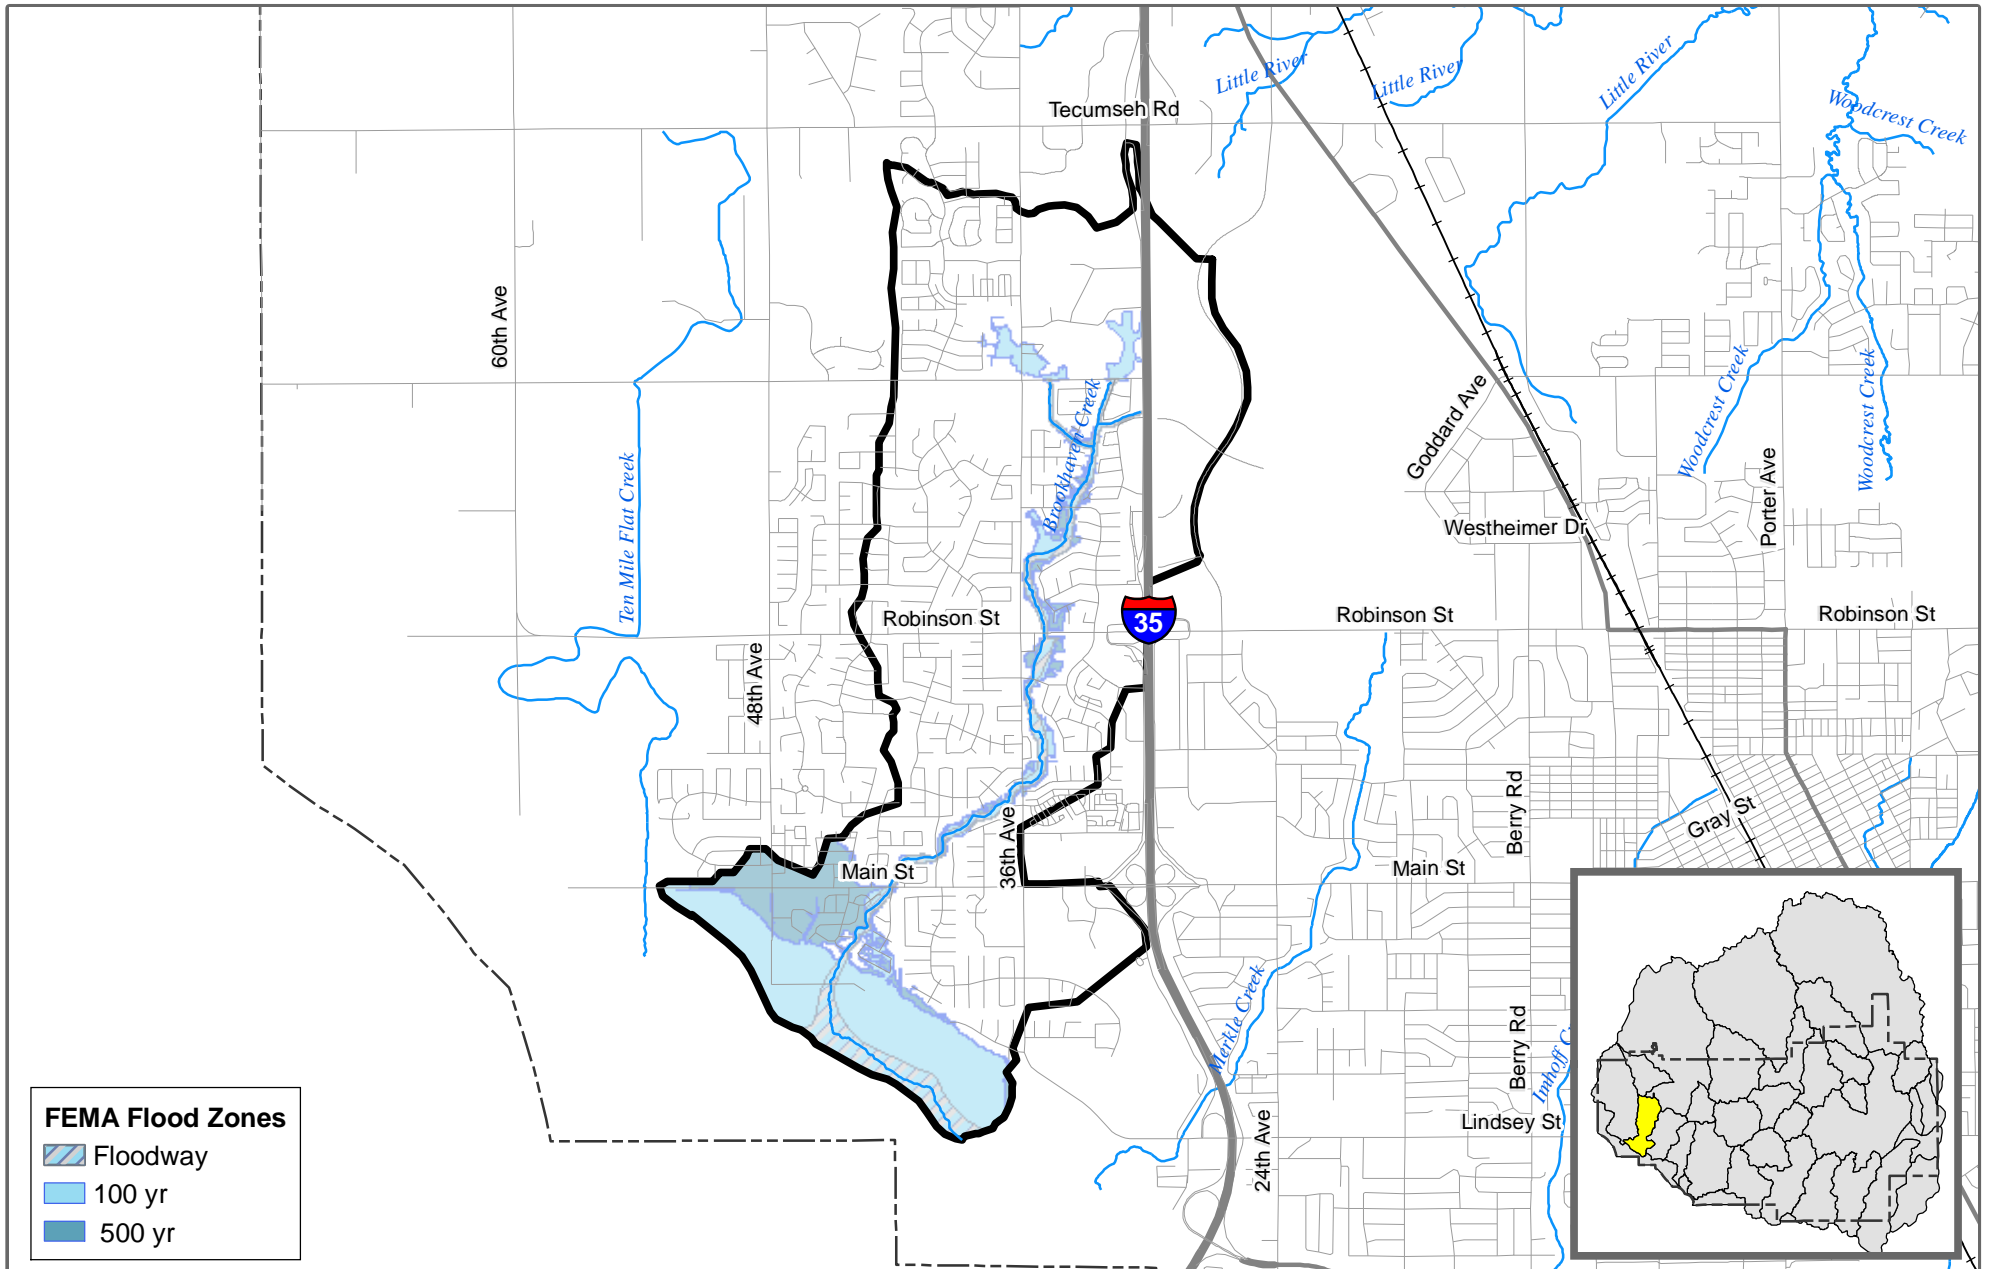 Tecumseh Rd
Little River
Little River
Little River
Woodcrest Creek
60th Ave
Brookhaven Creek
Goddard Ave
Woodcrest Creek
Woodcrest Creek
Porter Ave
Ten Mile Flat Creek
Westheimer Dr
Robinson St
35
Robinson St
Robinson St
48th Ave
Berry Rd
Gray St
36th Ave
Main St
Main St
Merkle Creek
Berry Rd
Imhoff C
Lindsey St
24th Ave
FEMA Flood Zones
Floodway
100 yr
500 yr